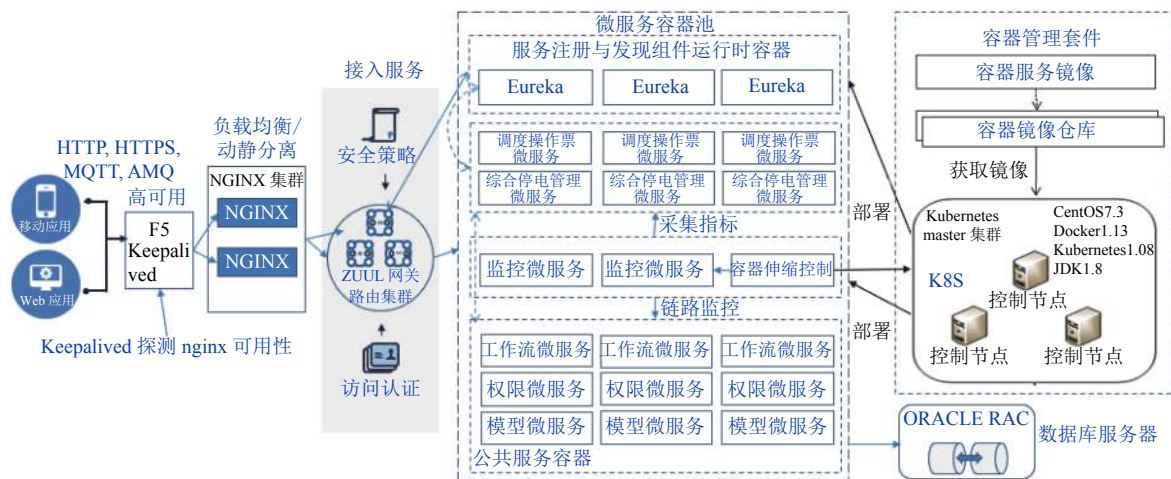 HTTP, HTTPS,
MQTT, AMQ
高可用
移动应用
Web 应用
F5
Keepali
ved
Keepalived 探测 nginx 可用性
负载均衡/
动静分离
NGINX 集群
NGINX
NGINX
接入服务
安全策略
ZUUL 网关
路由集群
访问认证
微服务容器池
服务注册与发现组件运行时容器
Eureka
Eureka
Eureka
调度操作票
微服务
调度操作票
微服务
调度操作票
微服务
综合停电管理
微服务
综合停电管理
微服务
综合停电管理
微服务
采集指标
监控微服务
监控微服务
容器伸缩控制
链路监控
工作流微服务
工作流微服务
工作流微服务
权限微服务
权限微服务
权限微服务
模型微服务
模型微服务
模型微服务
公共服务容器
部署
部署
容器管理套件
容器服务镜像
容器镜像仓库
获取镜像
Kubernetes
master 集群
CentOS7.3
Docker1.13
Kubernetes1.08
JDK1.8
K8S
控制节点
控制节点
控制节点
ORACLE RAC
数据库服务器